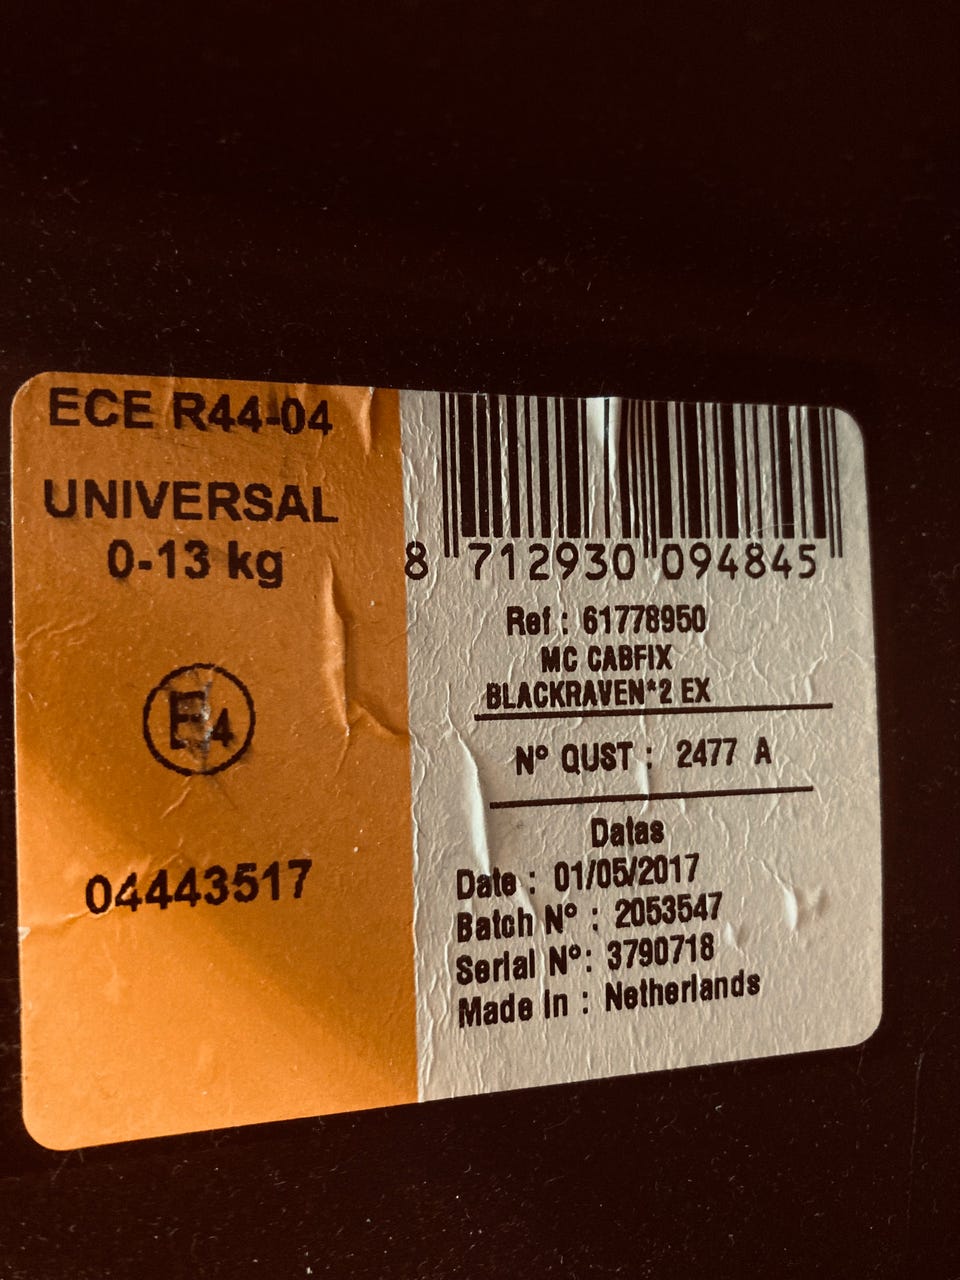 ECE R44-04
UNIVERSAL
0-13 kg
E4
04443517
8 712930 094845
Ref : 61778950
MC CABFIX
BLACKRAVEN*2 EX
N° QUST : 2477 A
Datas
Date : 01/05/2017
Batch N° : 2053547
Serial N° : 3790718
Made In : Netherlands